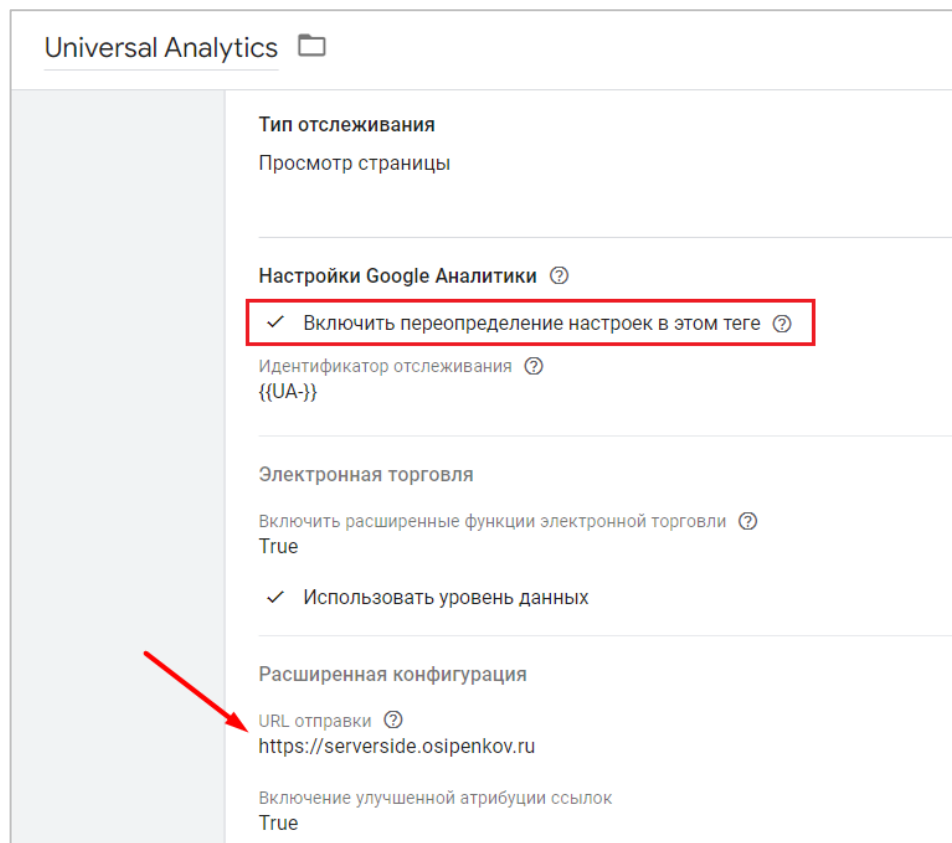 Universal Analytics
Тип отслеживания
Просмотр страницы
Настройки Google Аналитики
Включить переопределение настроек в этом теге
Идентификатор отслеживания
{{UA-}}
Электронная торговля
Включить расширенные функции электронной торговли
True
Использовать уровень данных
Расширенная конфигурация
URL отправки
https://serverside.osipenkov.ru
Включение улучшенной атрибуции ссылок
True